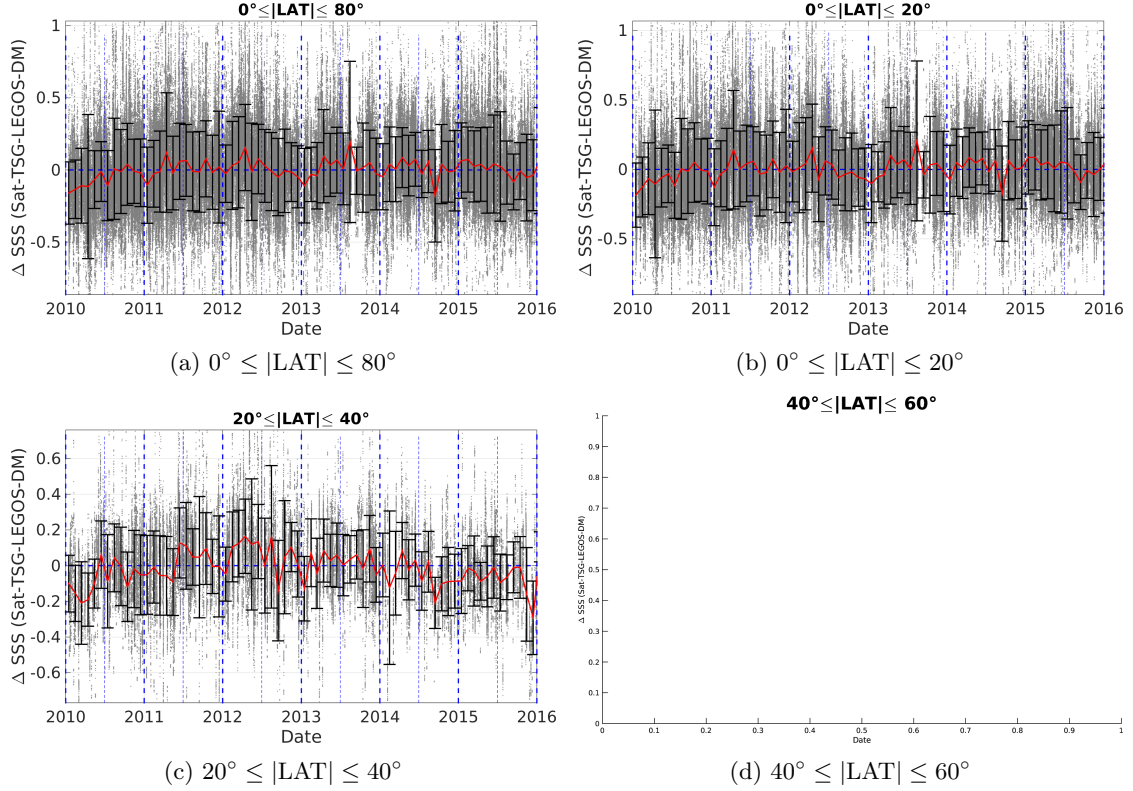 0°≤|LAT|≤ 80°
Δ SSS (Sat-TSG-LEGOS-DM)
1
0.5
0
-0.5
2010 2011 2012 2013 2014 2015 2016
Date
(a) 0° ≤ |LAT| ≤ 80°
0°≤|LAT|≤ 20°
Δ SSS (Sat-TSG-LEGOS-DM)
1
0.5
0
-0.5
2010 2011 2012 2013 2014 2015 2016
Date
(b) 0° ≤ |LAT| ≤ 20°
20°≤|LAT|≤ 40°
Δ SSS (Sat-TSG-LEGOS-DM)
0.6
0.4
0.2
0
-0.2
-0.4
-0.6
2010 2011 2012 2013 2014 2015 2016
Date
(c) 20° ≤ |LAT| ≤ 40°
40°≤|LAT|≤ 60°
Δ SSS (Sat-TSG-LEGOS-DM)
1
0.9
0.8
0.7
0.6
0.5
0.4
0.3
0.2
0.1
0
0 0.1 0.2 0.3 0.4 0.5 0.6 0.7 0.8 0.9 1
Date
(d) 40° ≤ |LAT| ≤ 60°